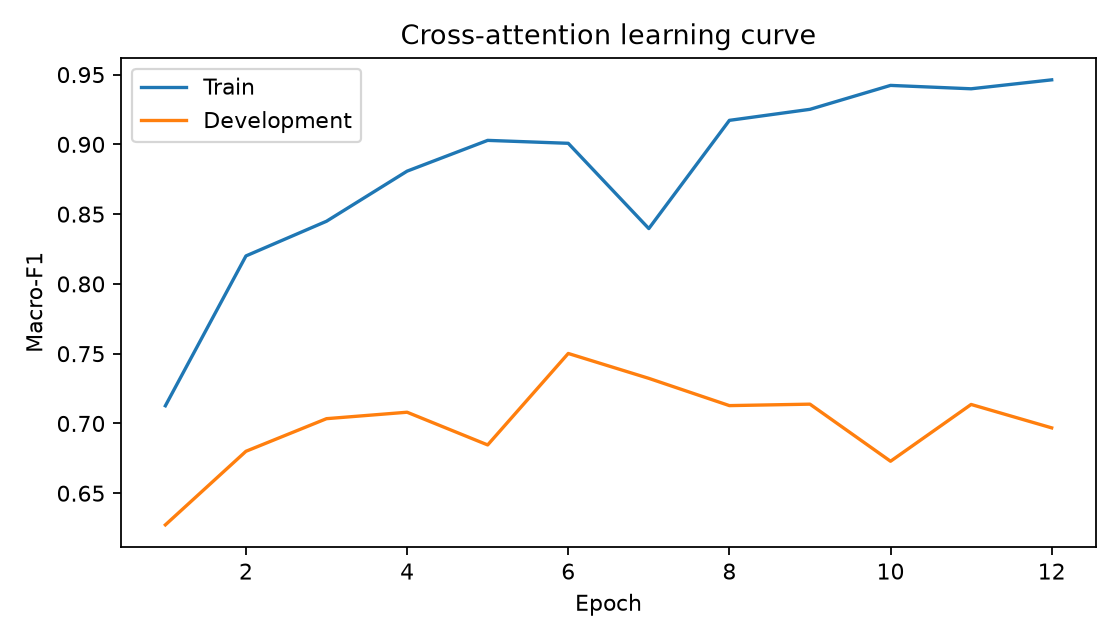 Cross-attention learning curve
Train
Development
Macro-F1
0.95
0.90
0.85
0.80
0.75
0.70
0.65
2 4 6 8 10 12
Epoch